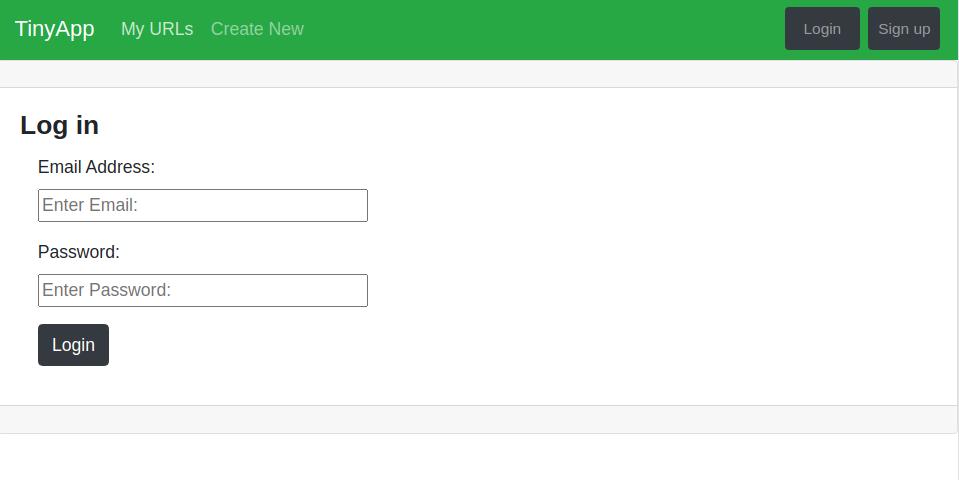 TinyApp My URLs Create New Login Sign up
Log in
Email Address:
Enter Email:
Password:
Enter Password:
Login